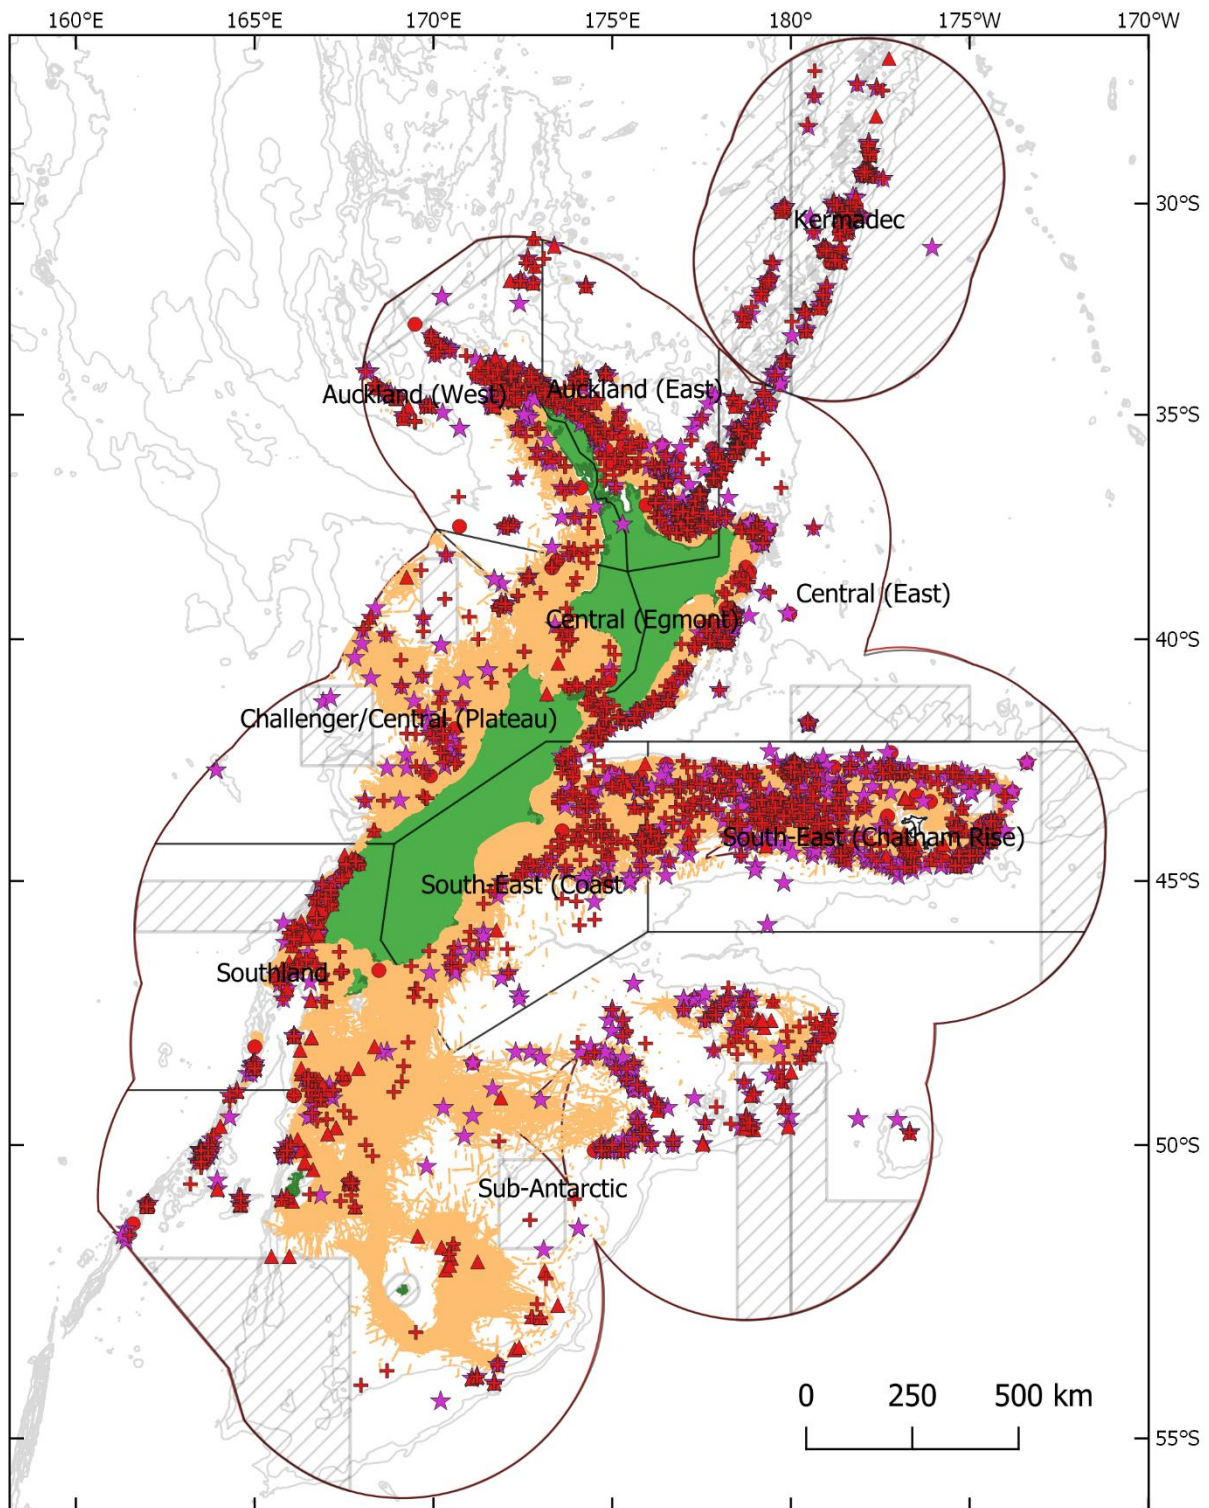 160°E 165°E 170°E 175°E 180° 175°W 170°W
30°S
Kermadec
Auckland (West) Auckland (East)
35°S
Central (East)
Central (Egmont)
40°S
Challenger/Central (Plateau)
South-East (Chatham Rise)
South-East (Coast
45°S
Southland
50°S
Sub-Antarctic
0 250 500 km
55°S